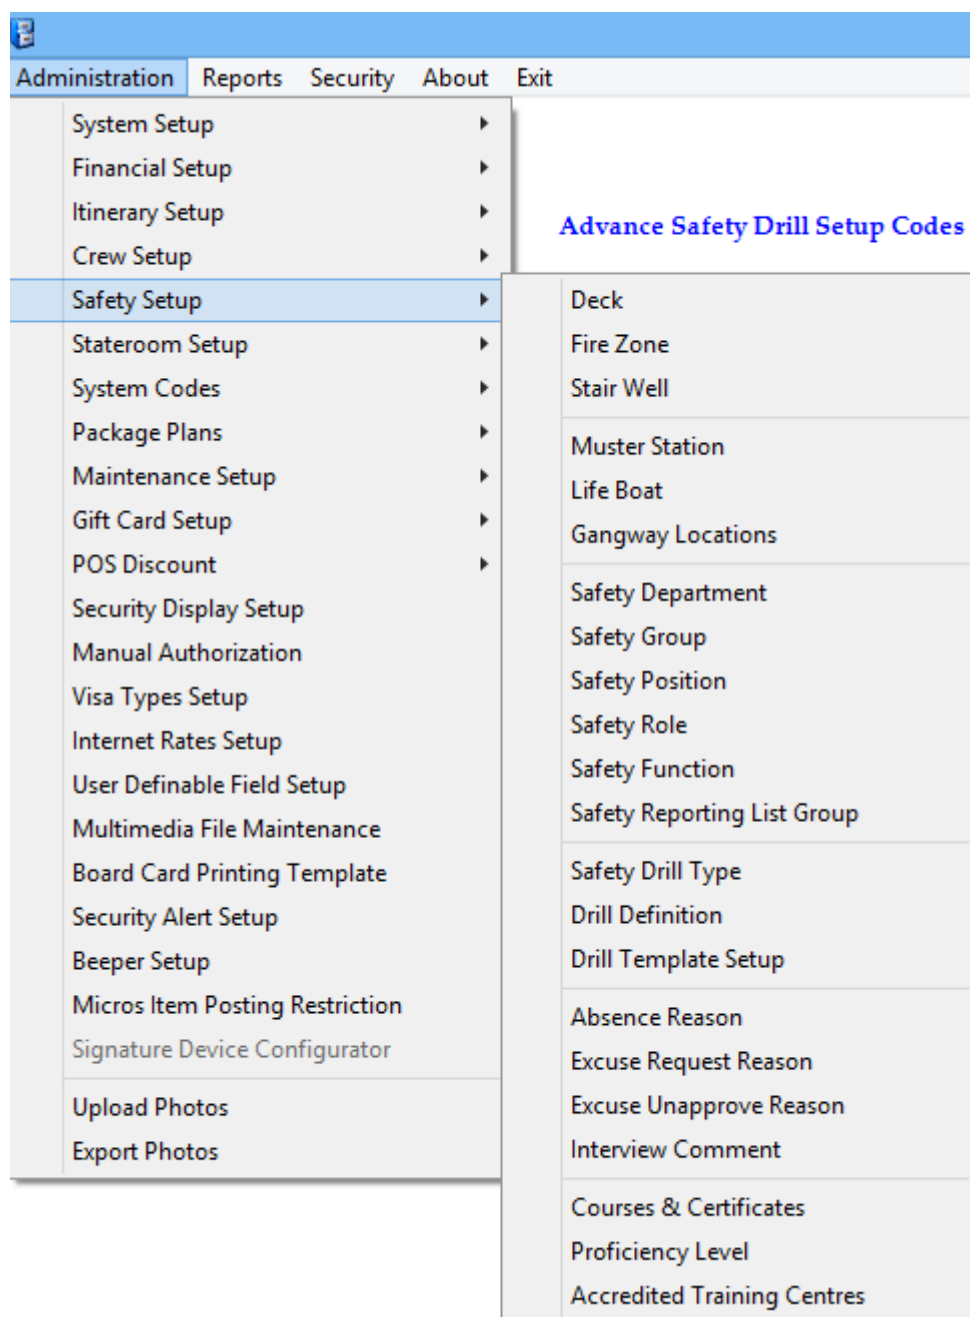 Administration Reports Security About Exit
System Setup
Financial Setup
Itinerary Setup
Crew Setup
Safety Setup
Stateroom Setup
System Codes
Package Plans
Maintenance Setup
Gift Card Setup
POS Discount
Security Display Setup
Manual Authorization
Visa Types Setup
Internet Rates Setup
User Definable Field Setup
Multimedia File Maintenance
Board Card Printing Template
Security Alert Setup
Beeper Setup
Micros Item Posting Restriction
Signature Device Configurator
Upload Photos
Export Photos
Advance Safety Drill Setup Codes
Deck
Fire Zone
Stair Well
Muster Station
Life Boat
Gangway Locations
Safety Department
Safety Group
Safety Position
Safety Role
Safety Function
Safety Reporting List Group
Safety Drill Type
Drill Definition
Drill Template Setup
Absence Reason
Excuse Request Reason
Excuse Unapprove Reason
Interview Comment
Courses & Certificates
Proficiency Level
Accredited Training Centres